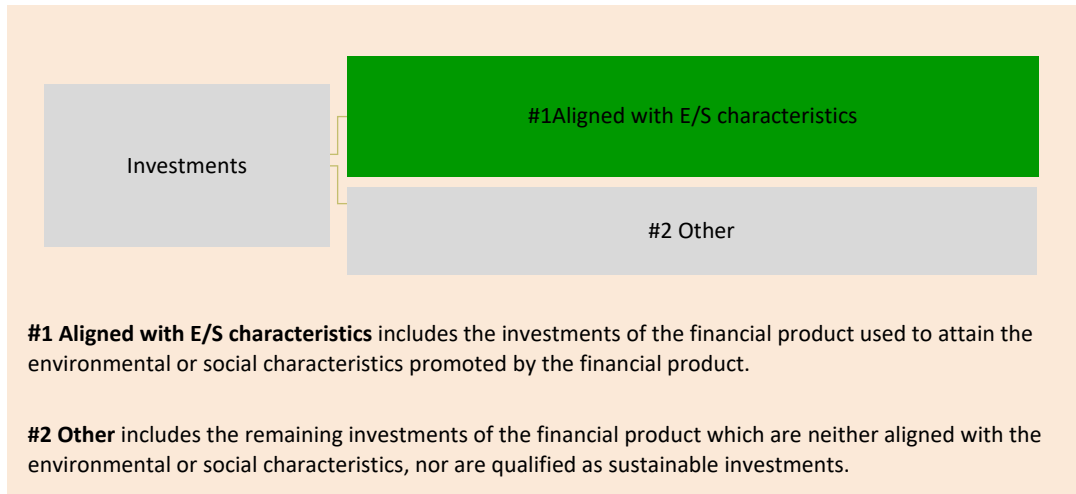 #1Aligned with E/S characteristics
Investments
#2 Other
#1 Aligned with E/S characteristics includes the investments of the financial product used to attain the
environmental or social characteristics promoted by the financial product.
#2 Other includes the remaining investments of the financial product which are neither aligned with the
environmental or social characteristics, nor are qualified as sustainable investments.